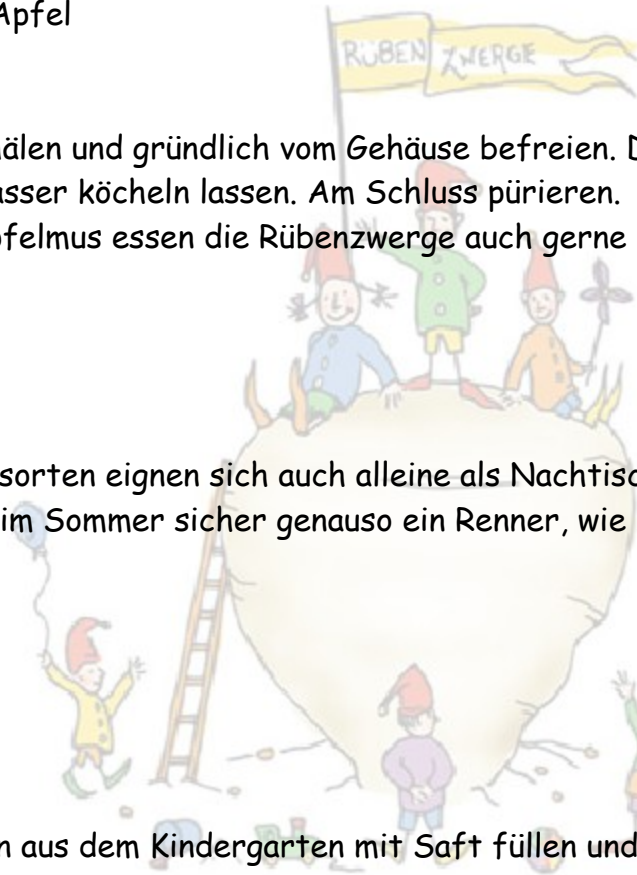 Apfel
RÜBEN ZWERGE
älen und gründlich vom Gehäuse befreien. D
asser köcheln lassen. Am Schluss pürieren.
pfelmus essen die Rübenzwerge auch gerne
sorten eignen sich auch alleine als Nachtisc
im Sommer sicher genauso ein Renner, wie
n aus dem Kindergarten mit Saft füllen und